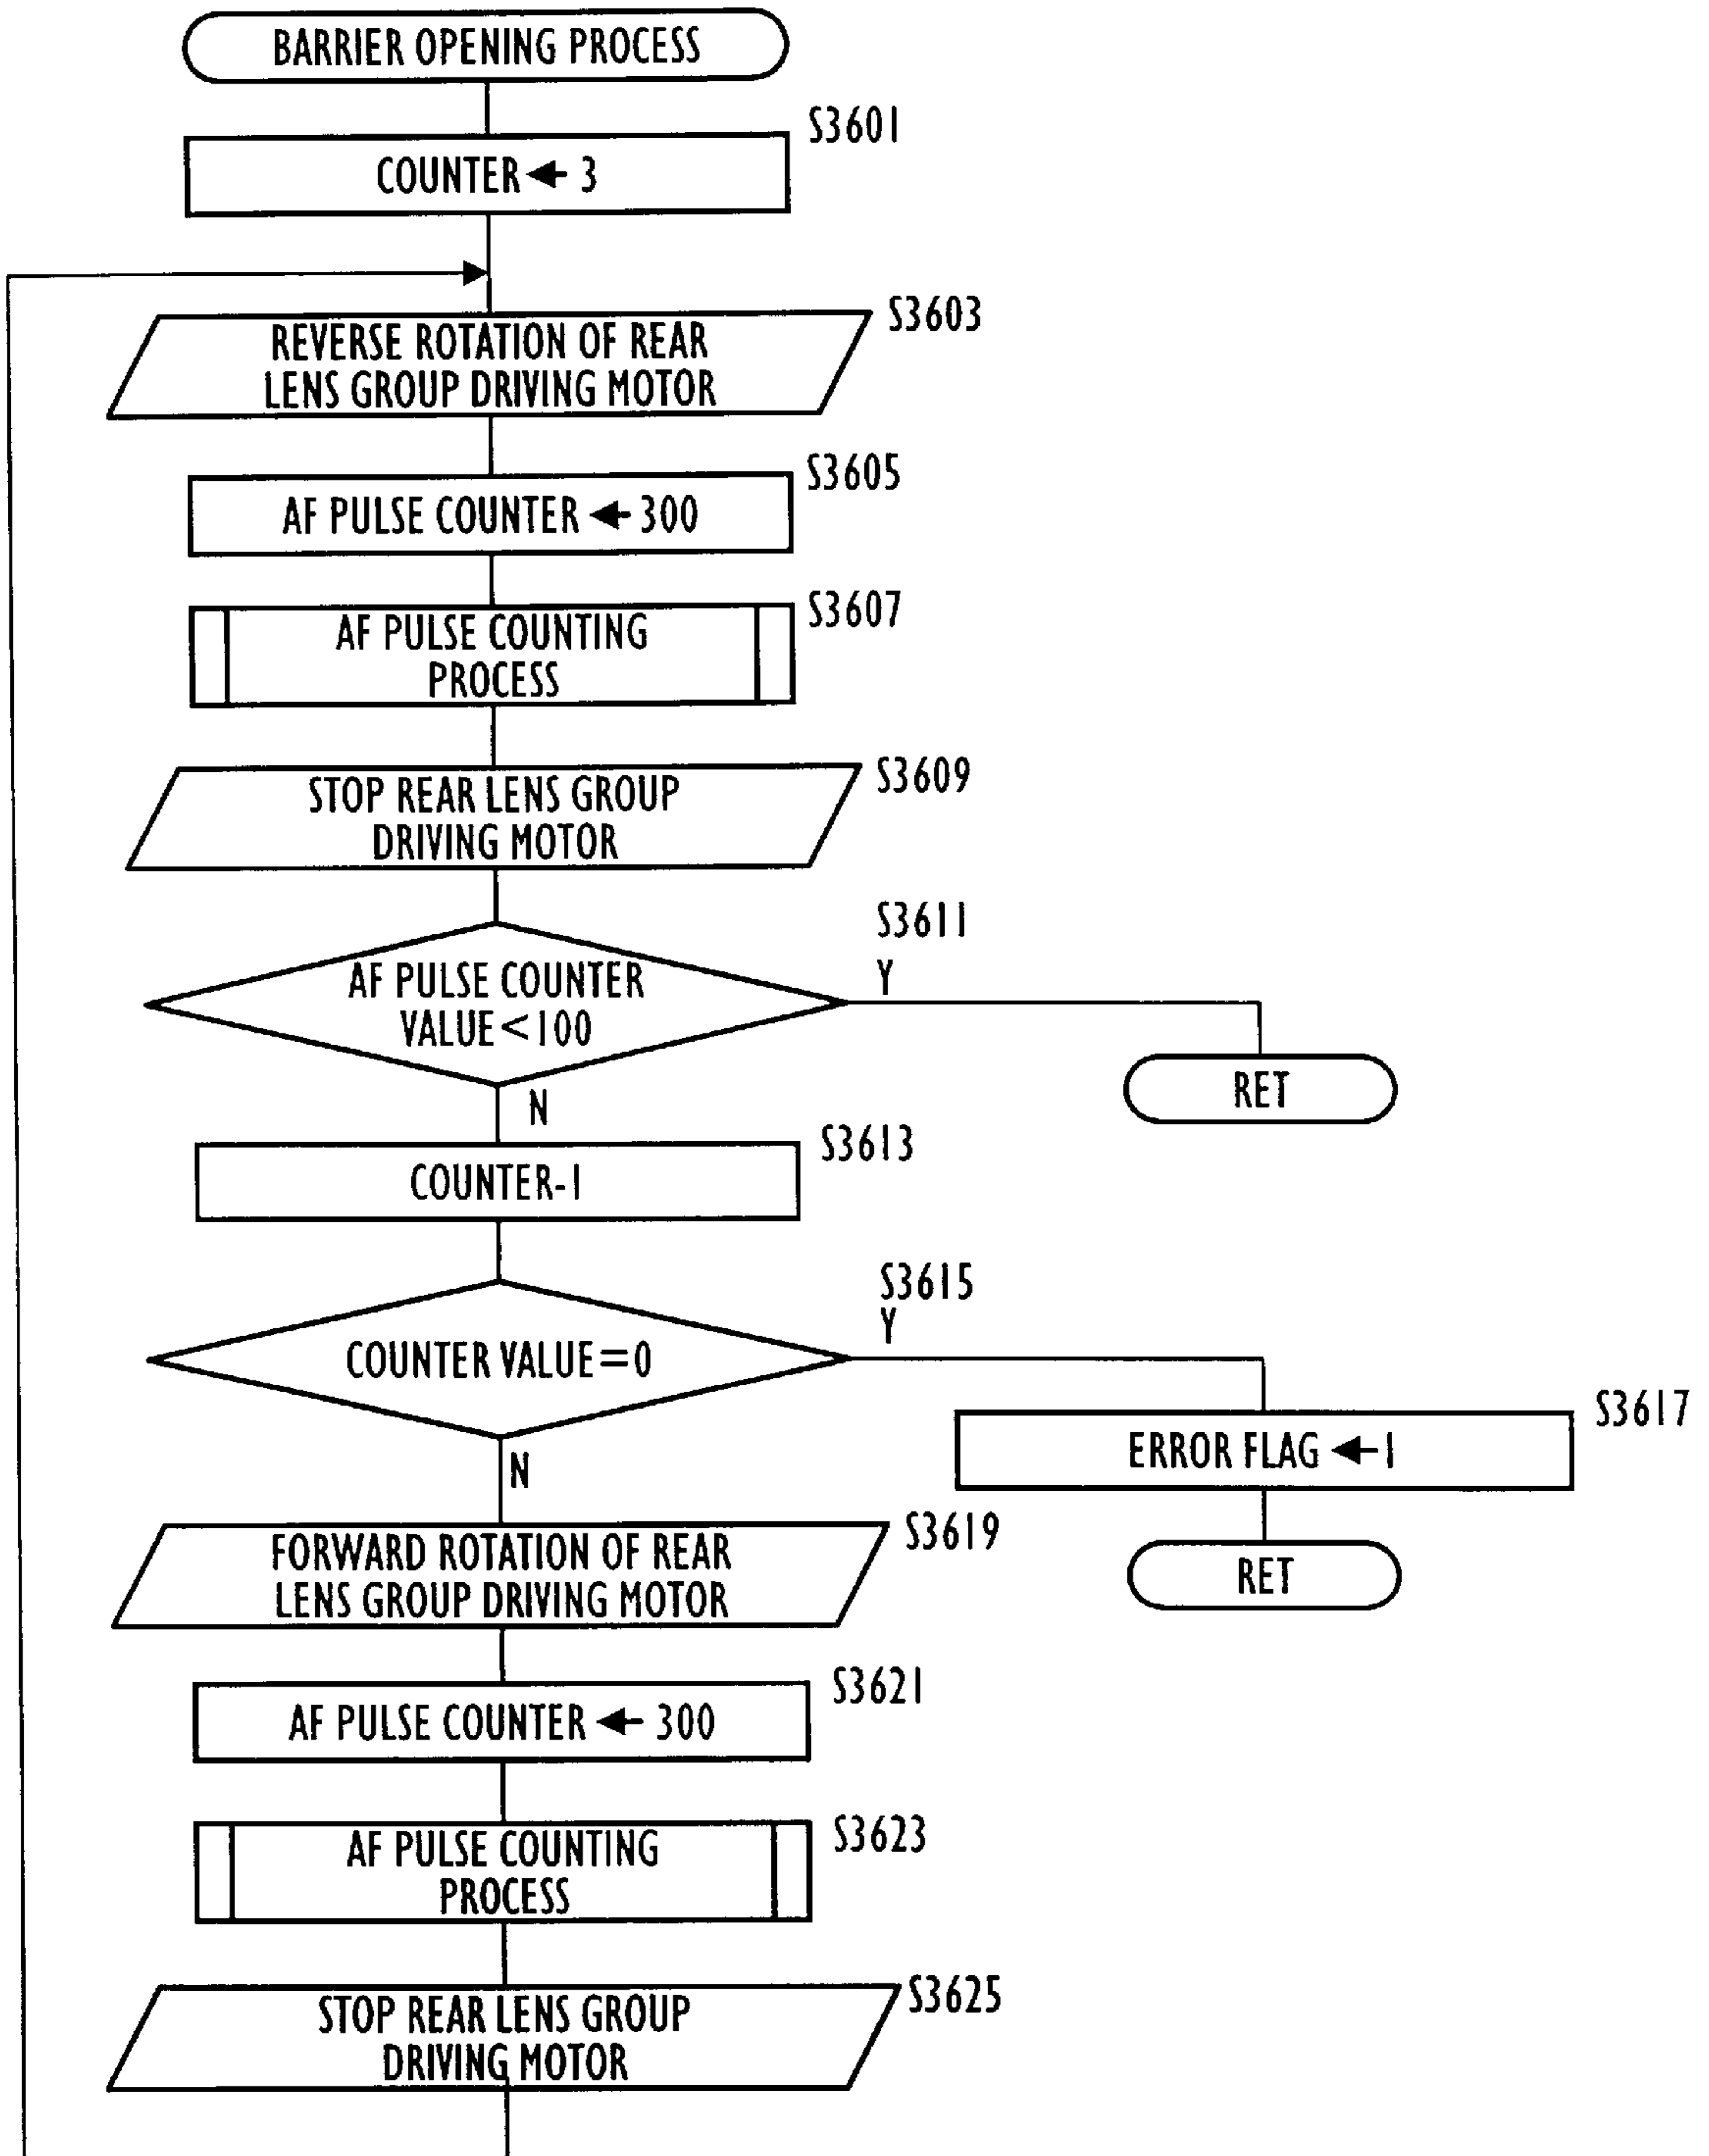 BARRIER OPENING PROCESS
S3601
COUNTER ← 3
S3603
REVERSE ROTATION OF REAR
LENS GROUP DRIVING MOTOR
S3605
AF PULSE COUNTER ← 300
S3607
AF PULSE COUNTING
PROCESS
S3609
STOP REAR LENS GROUP
DRIVING MOTOR
S3611
Y
AF PULSE COUNTER
VALUE<100
RET
N
S3613
COUNTER-1
S3615
Y
COUNTER VALUE=0
S3617
ERROR FLAG ← 1
N
RET
S3619
FORWARD ROTATION OF REAR
LENS GROUP DRIVING MOTOR
S3621
AF PULSE COUNTER ← 300
S3623
AF PULSE COUNTING
PROCESS
S3625
STOP REAR LENS GROUP
DRIVING MOTOR